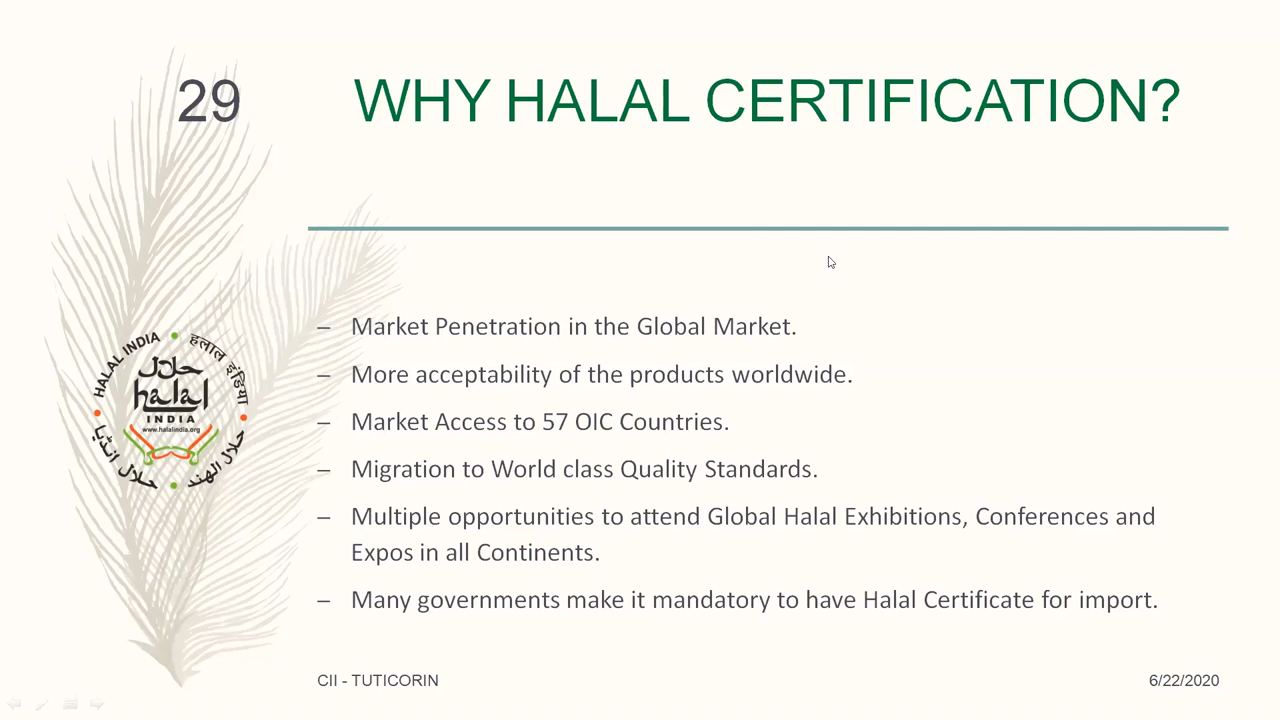 29
WHY HALAL CERTIFICATION?
– Market Penetration in the Global Market.
– More acceptability of the products worldwide.
– Market Access to 57 OIC Countries.
– Migration to World class Quality Standards.
– Multiple opportunities to attend Global Halal Exhibitions, Conferences and
Expos in all Continents.
– Many governments make it mandatory to have Halal Certificate for import.
HALAL INDIA
हलाल इंडिया
حلال
halal
INDIA
www.halalindia.org
حلال انڈیا
حلال الهند
CII - TUTICORIN
6/22/2020